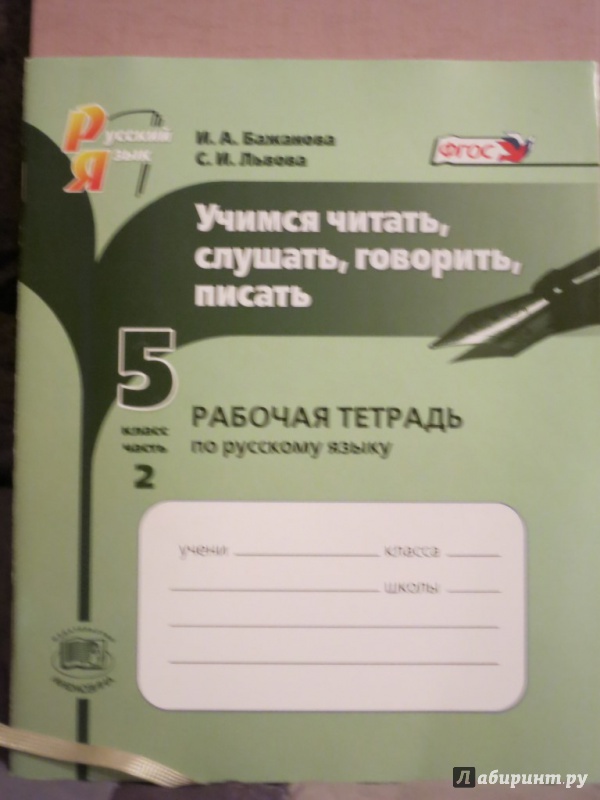 Русский
Язык
И. А. Бажанова
С. И. Львова
ФГОС
Учимся читать,
слушать, говорить,
писать
5
класс
часть
2
РАБОЧАЯ ТЕТРАДЬ
по русскому языку
учени класса
школы
Лабиринт.ру